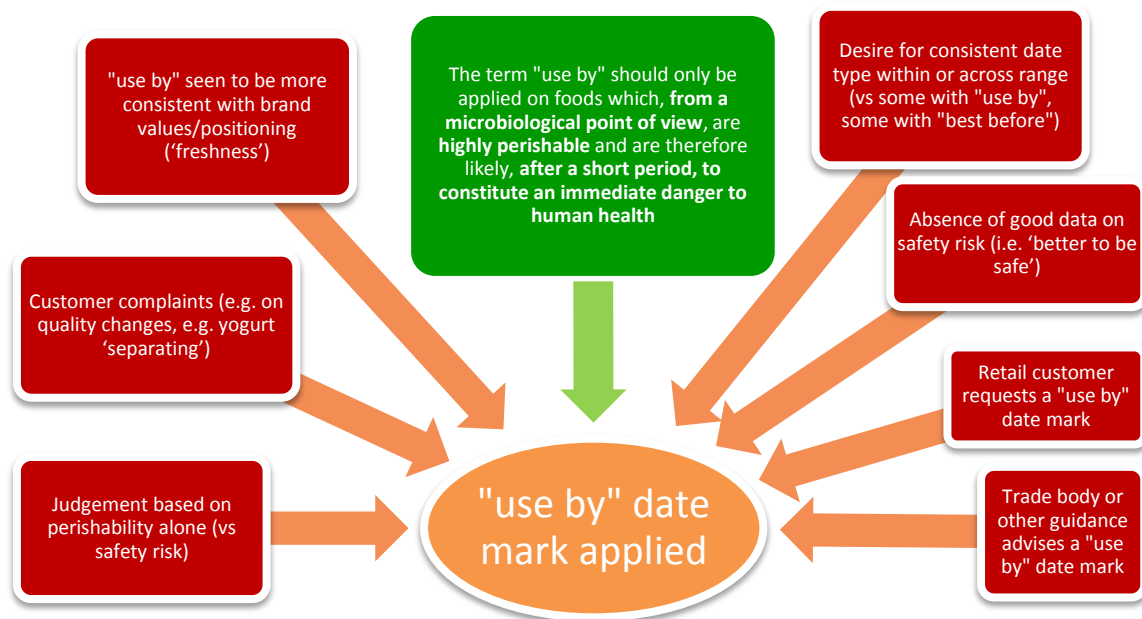 "use by" seen to be more
consistent with brand
values/positioning
(‘freshness’)
The term "use by" should only be
applied on foods which, from a
microbiological point of view, are
highly perishable and are therefore
likely, after a short period, to
constitute an immediate danger to
human health
Desire for consistent date
type within or across range
(vs some with "use by",
some with "best before")
Absence of good data on
safety risk (i.e. ‘better to be
safe’)
Customer complaints (e.g. on
quality changes, e.g. yogurt
‘separating’)
Retail customer
requests a "use by"
date mark
Judgement based on
perishability alone (vs
safety risk)
"use by" date
mark applied
Trade body or
other guidance
advises a "use
by" date mark